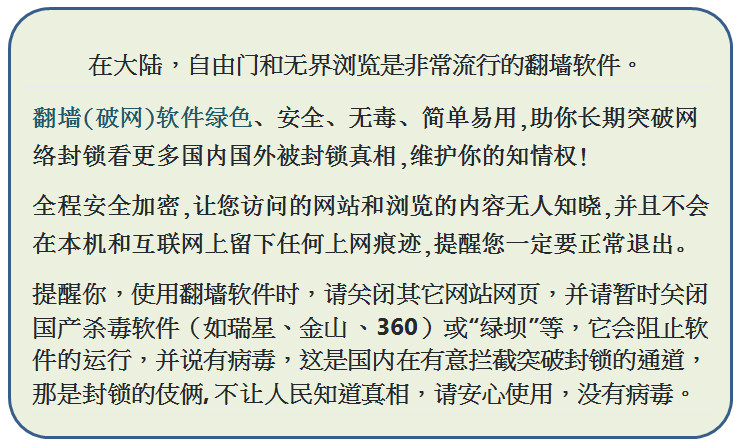 在大陆，自由门和无界浏览是非常流行的翻墙软件。
翻墙(破网)软件绿色、安全、无毒、简单易用,助你长期突破网
络封锁看更多国内国外被封锁真相,维护你的知情权!
全程安全加密,让您访问的网站和浏览的内容无人知晓,并且不会
在本机和互联网上留下任何上网痕迹,提醒您一定要正常退出。
提醒你，使用翻墙软件时，请关闭其它网站网页，并请暂时关闭
国产杀毒软件（如瑞星、金山、360）或“绿坝”等，它会阻止软
件的运行，并说有病毒，这是国内在有意拦截突破封锁的通道，
那是封锁的伎俩,不让人民知道真相，请安心使用，没有病毒。